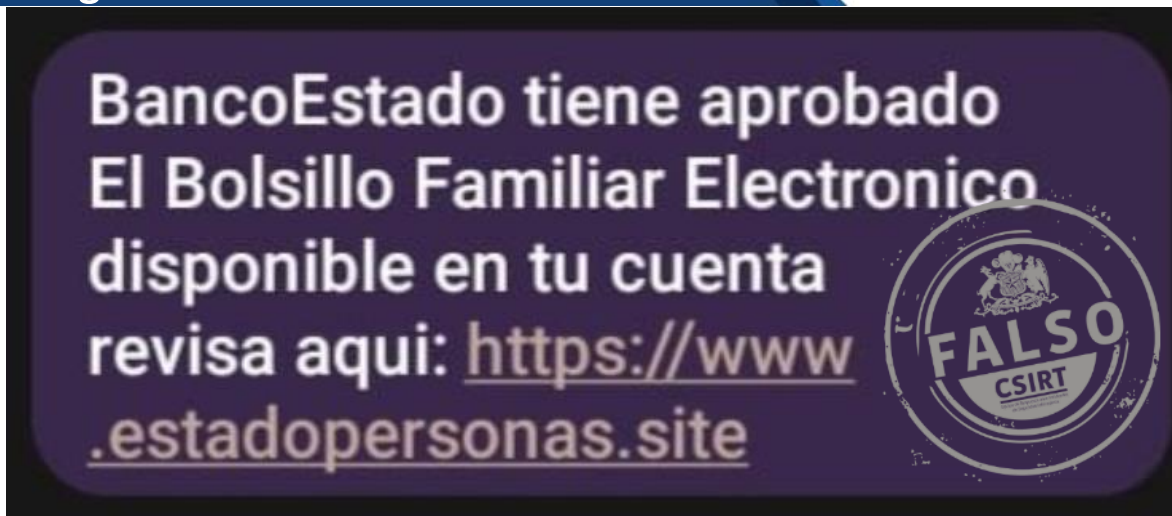 BancoEstado tiene aprobado
El Bolsillo Familiar Electronico
disponible en tu cuenta
revisa aqui: https://www
.estadopersonas.site
FALSO
CSIRT